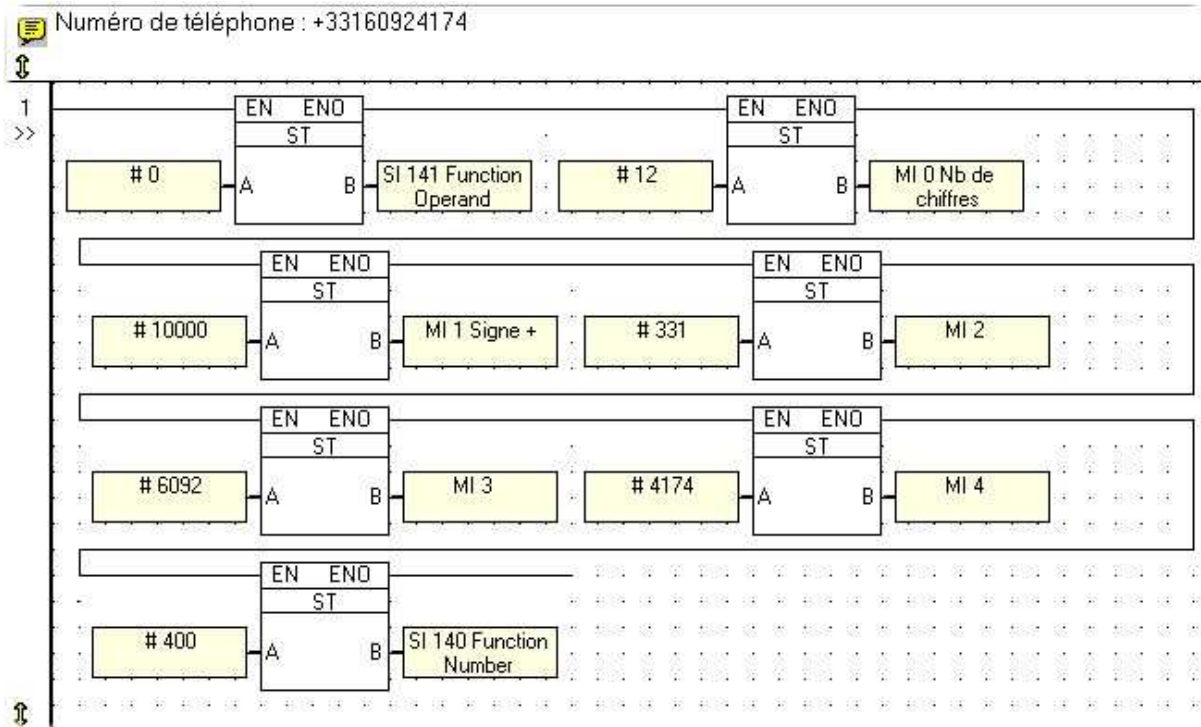 Numéro de téléphone : +33160924174
1
>>
EN ENO
ST
# 0
A
B
SI 141 Function
Operand
EN ENO
ST
# 12
A
B
MI 0 Nb de
chiffres
EN ENO
ST
# 10000
A
B
MI 1 Signe +
EN ENO
ST
# 331
A
B
MI 2
EN ENO
ST
# 6092
A
B
MI 3
EN ENO
ST
# 4174
A
B
MI 4
EN ENO
ST
# 400
A
B
SI 140 Function
Number